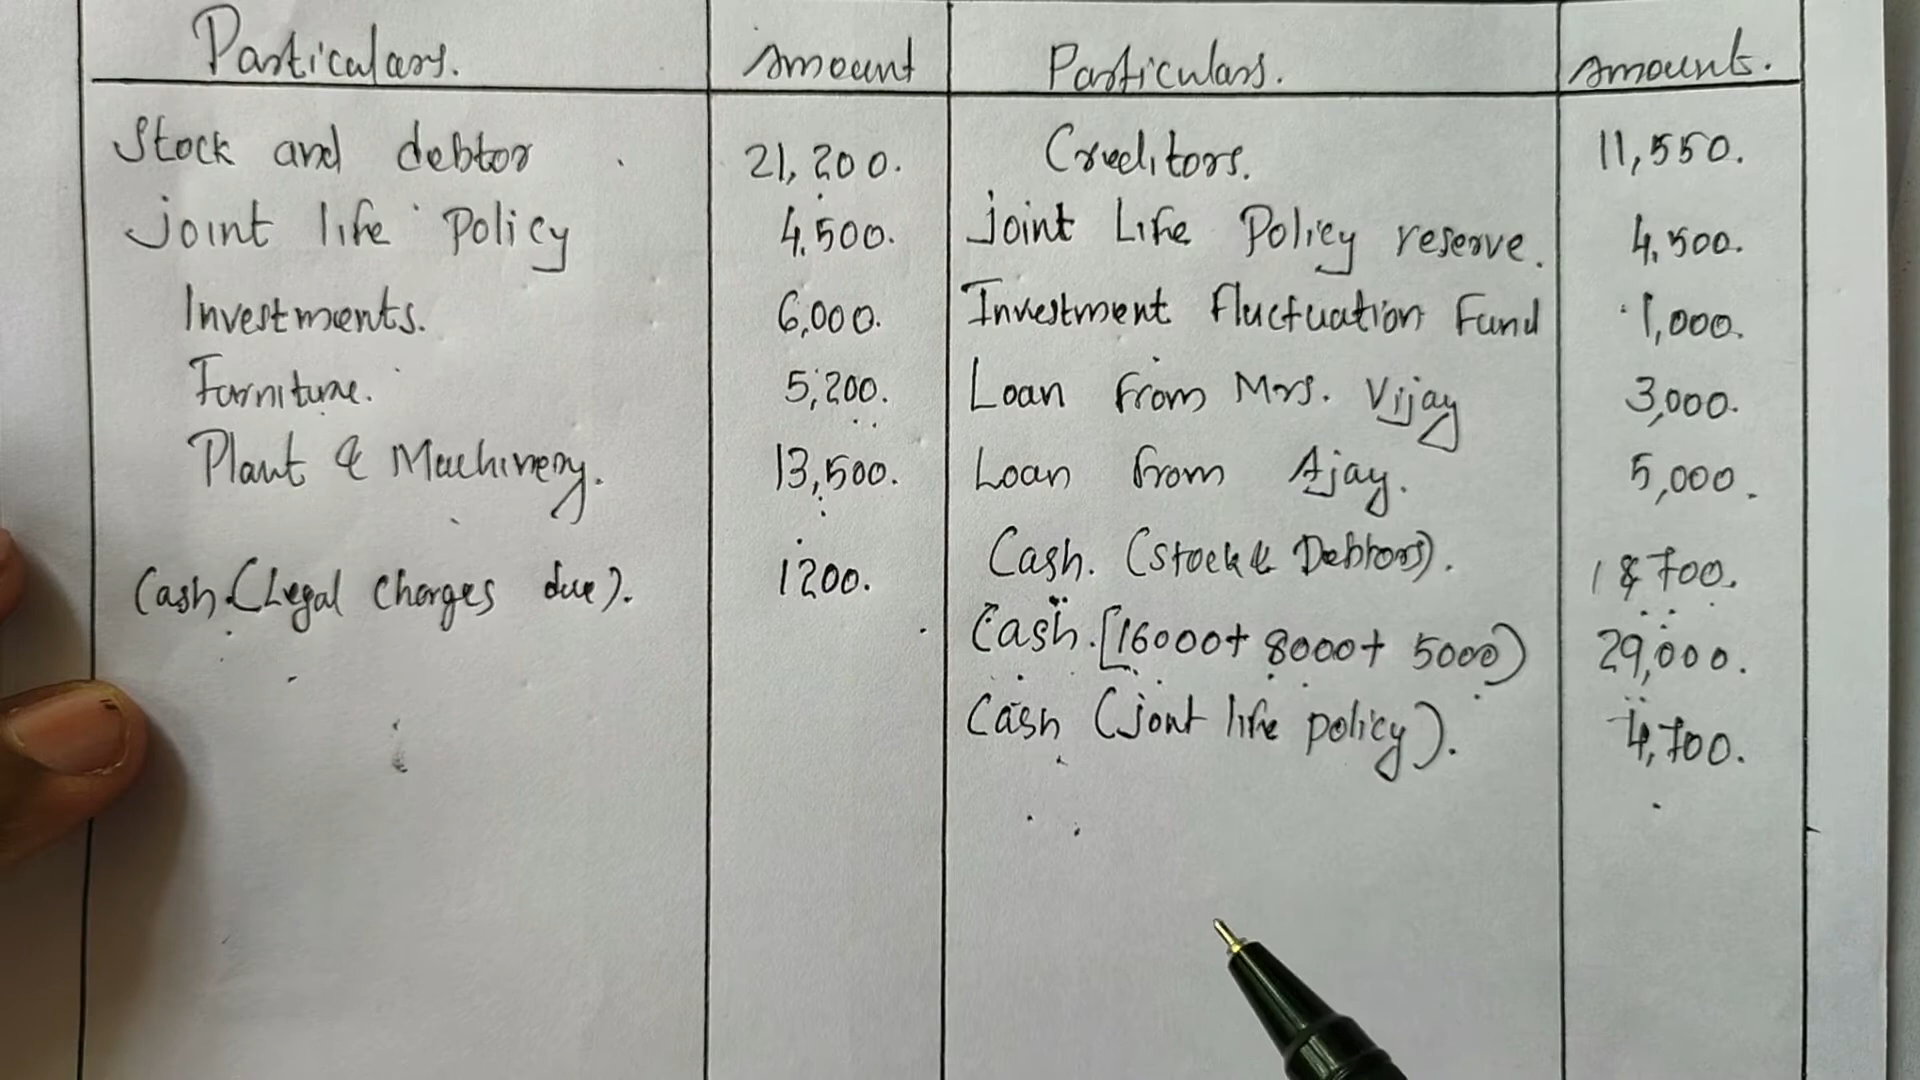 Particulars. Amount Particulars. Amount.
Stock and debtor 21,200. Creditors. 11,550.
Joint life Policy 4,500. Joint Life Policy reserve. 4,500.
Investments. 6,000. Investment Fluctuation Fund 1,000.
Furniture. 5,200. Loan from Mrs. Vijay 3,000.
Plant & Machinery. 13,500. Loan from Ajay. 5,000.
Cash. (Stock & Debtors). 18700.
Cash.(Legal Charges due). 1200.
Cash.[16000+ 8000+ 5000) 29,000.
Cash (jont life policy). 4,700.